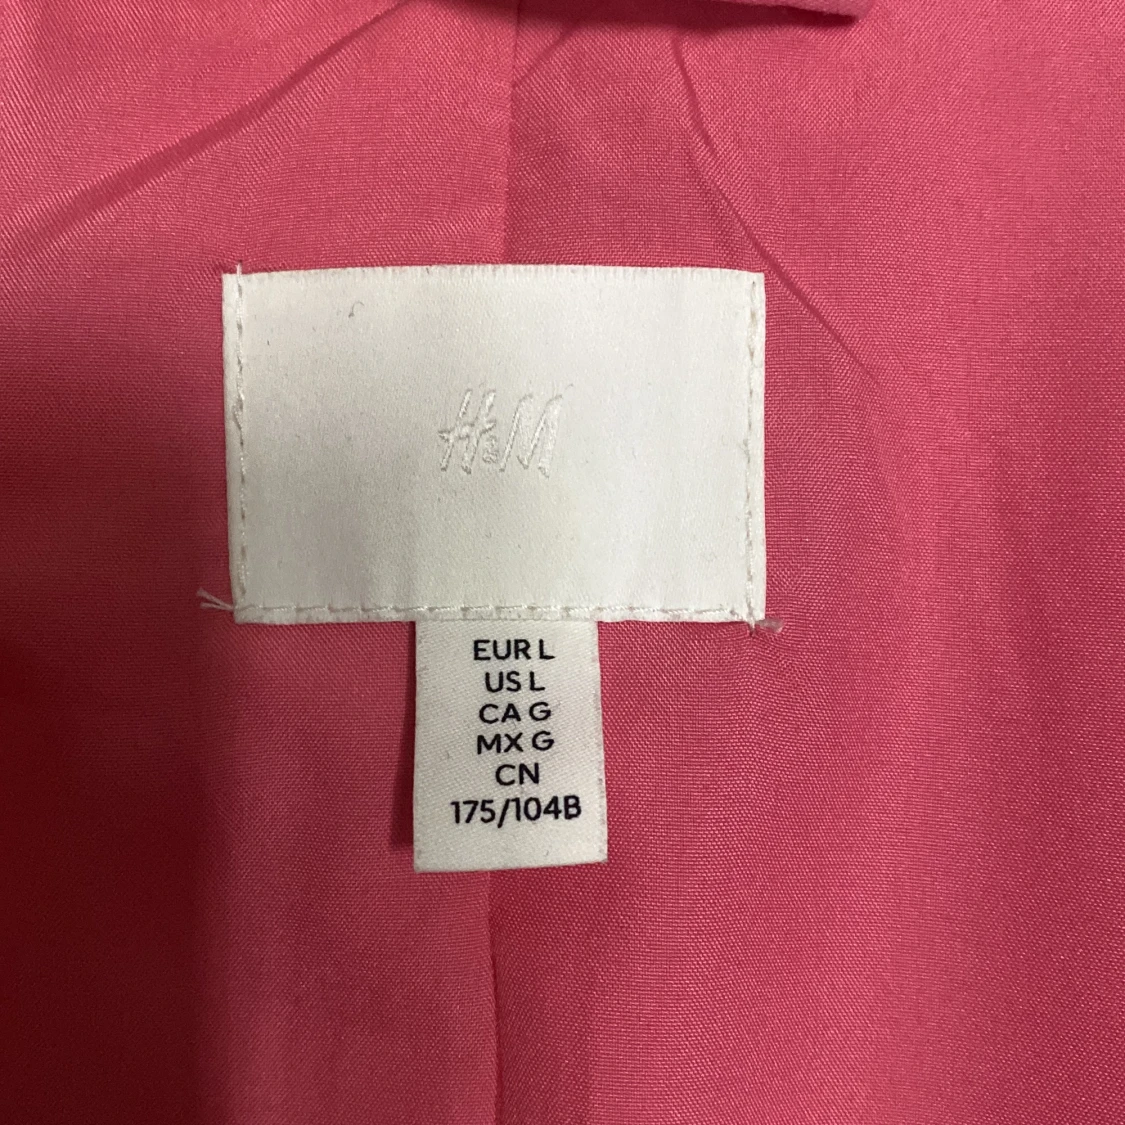 H&M
EUR L
US L
CA G
MX G
CN
175/104B